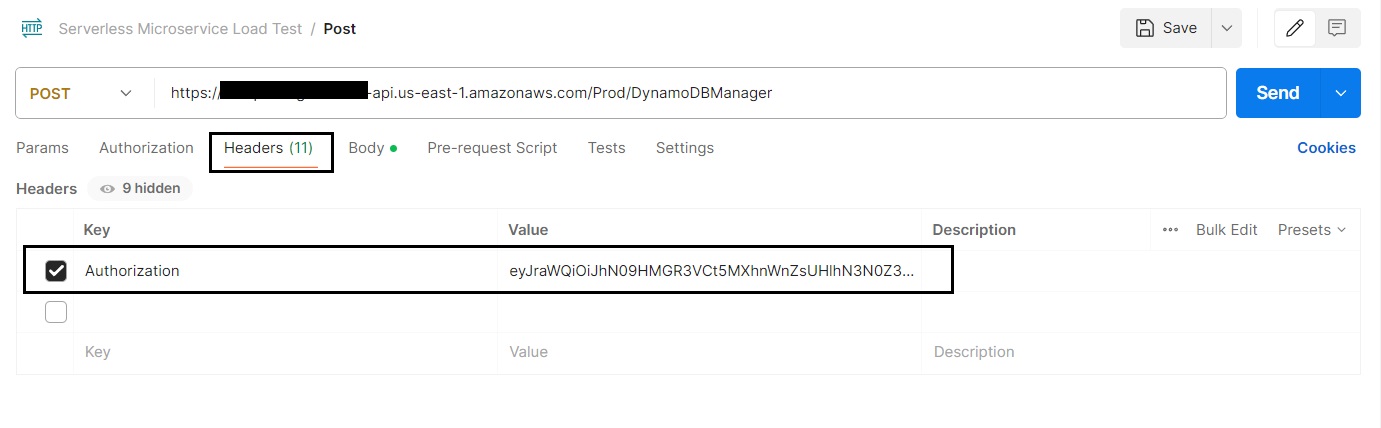 HTTP Serverless Microservice Load Test / Post Save
POST https:// -api.us-east-1.amazonaws.com/Prod/DynamoDBManager Send
Params Authorization Headers (11) Body Pre-request Script Tests Settings Cookies
Headers 9 hidden
Key Value Description ••• Bulk Edit Presets
Authorization eyJraWQiOiJhN09HMGR3VCt5MXhnWnZsUHlhN3N0Z3...
Key Value Description